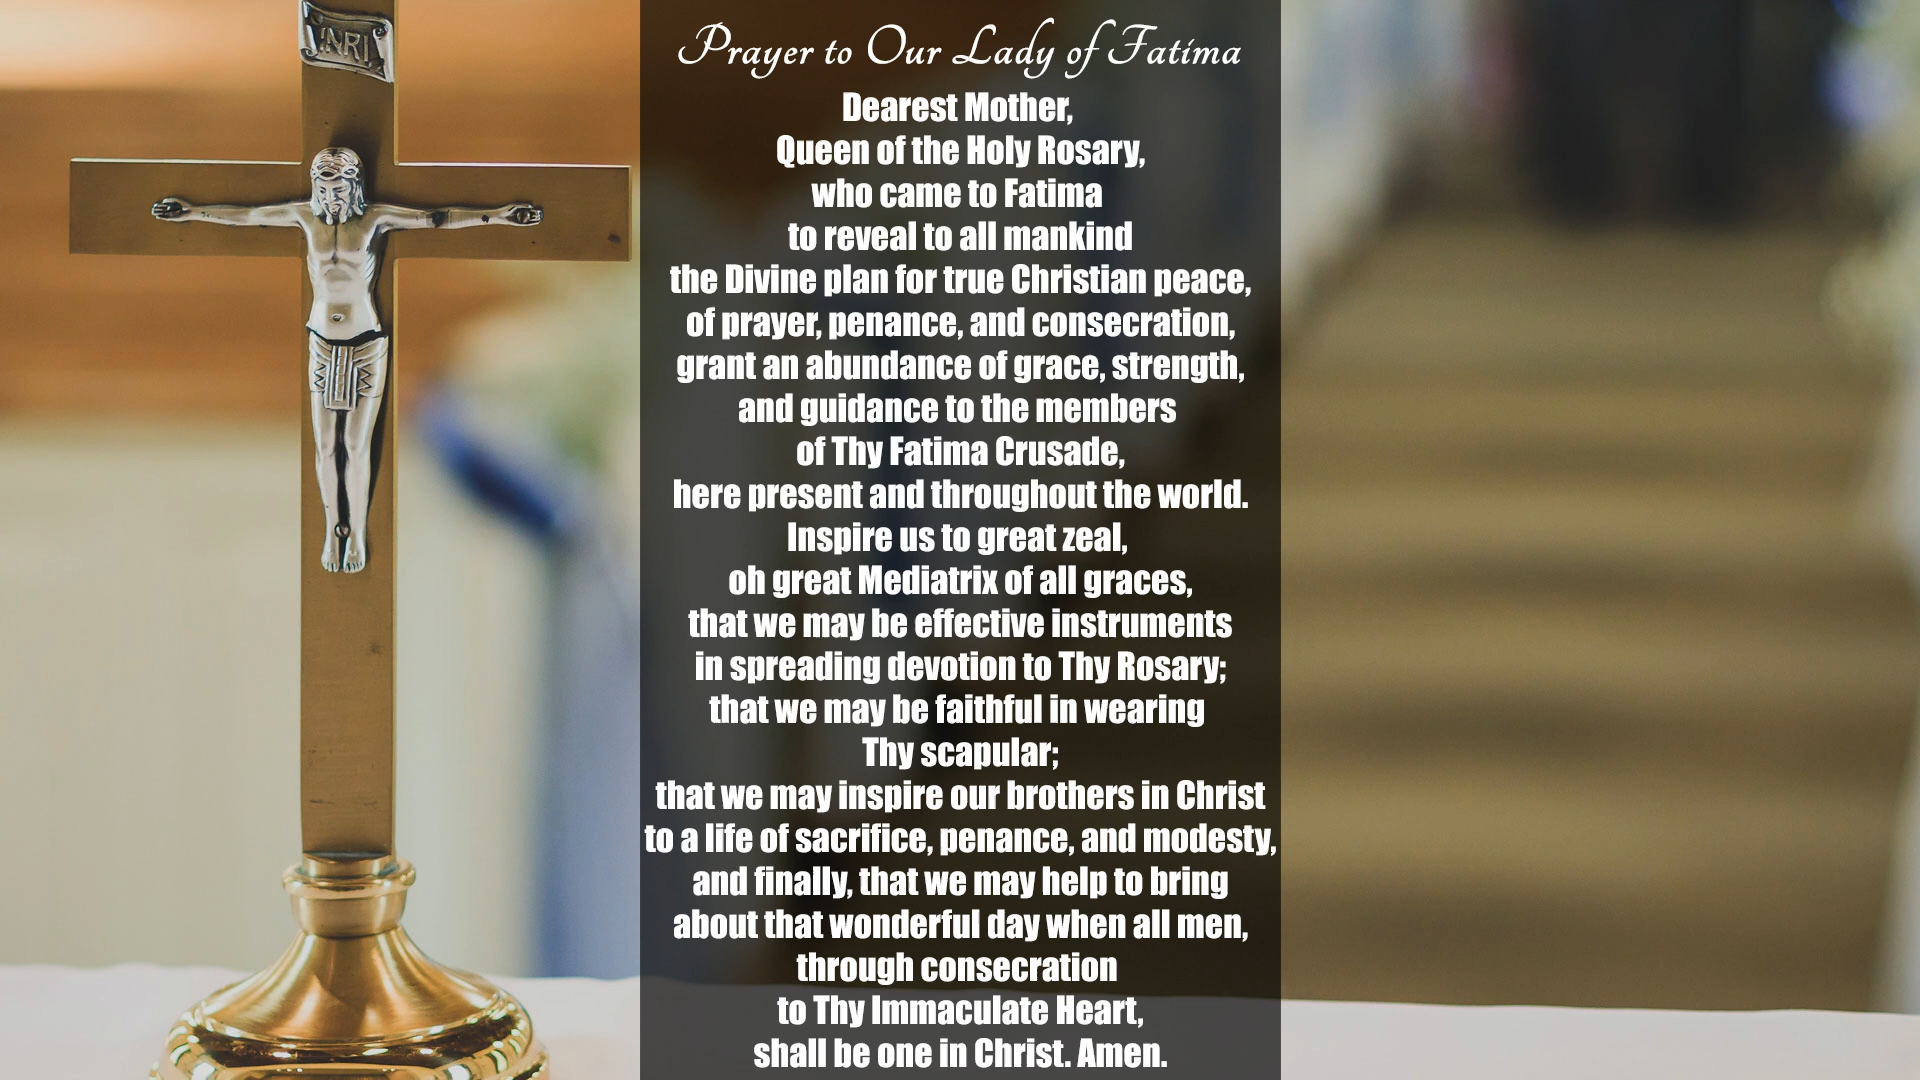 INRI
Prayer to Our Lady of Fatima
Dearest Mother,
Queen of the Holy Rosary,
who came to Fatima
to reveal to all mankind
the Divine plan for true Christian peace,
of prayer, penance, and consecration,
grant an abundance of grace, strength,
and guidance to the members
of Thy Fatima Crusade,
here present and throughout the world.
Inspire us to great zeal,
oh great Mediatrix of all graces,
that we may be effective instruments
in spreading devotion to Thy Rosary;
that we may be faithful in wearing
Thy scapular;
that we may inspire our brothers in Christ
to a life of sacrifice, penance, and modesty,
and finally, that we may help to bring
about that wonderful day when all men,
through consecration
to Thy Immaculate Heart,
shall be one in Christ. Amen.